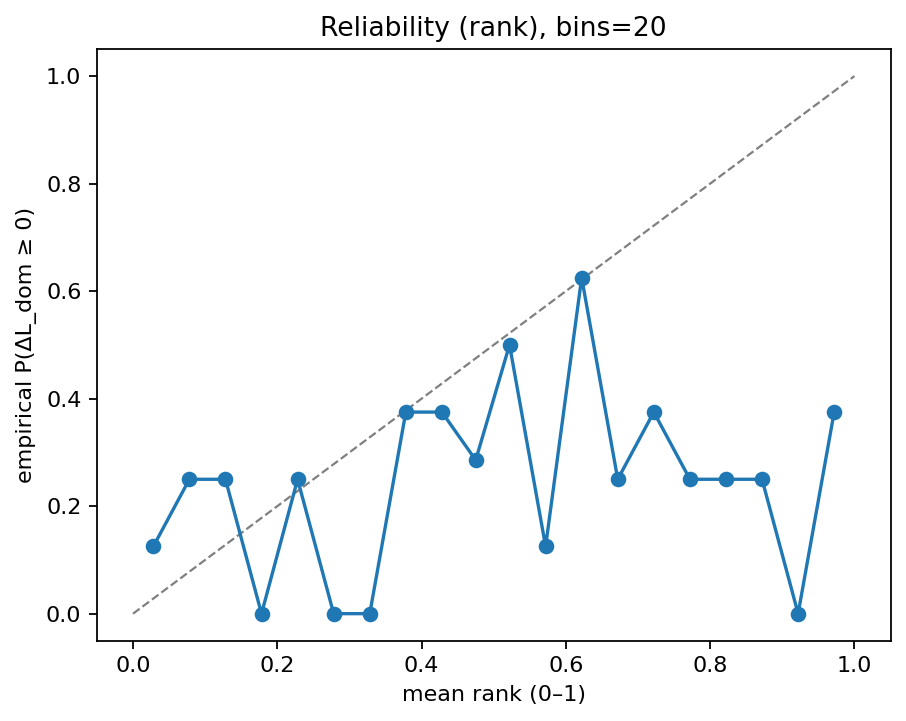 Reliability (rank), bins=20
empirical P(ΔL_dom ≥ 0)
1.0
0.8
0.6
0.4
0.2
0.0
0.0 0.2 0.4 0.6 0.8 1.0
mean rank (0–1)